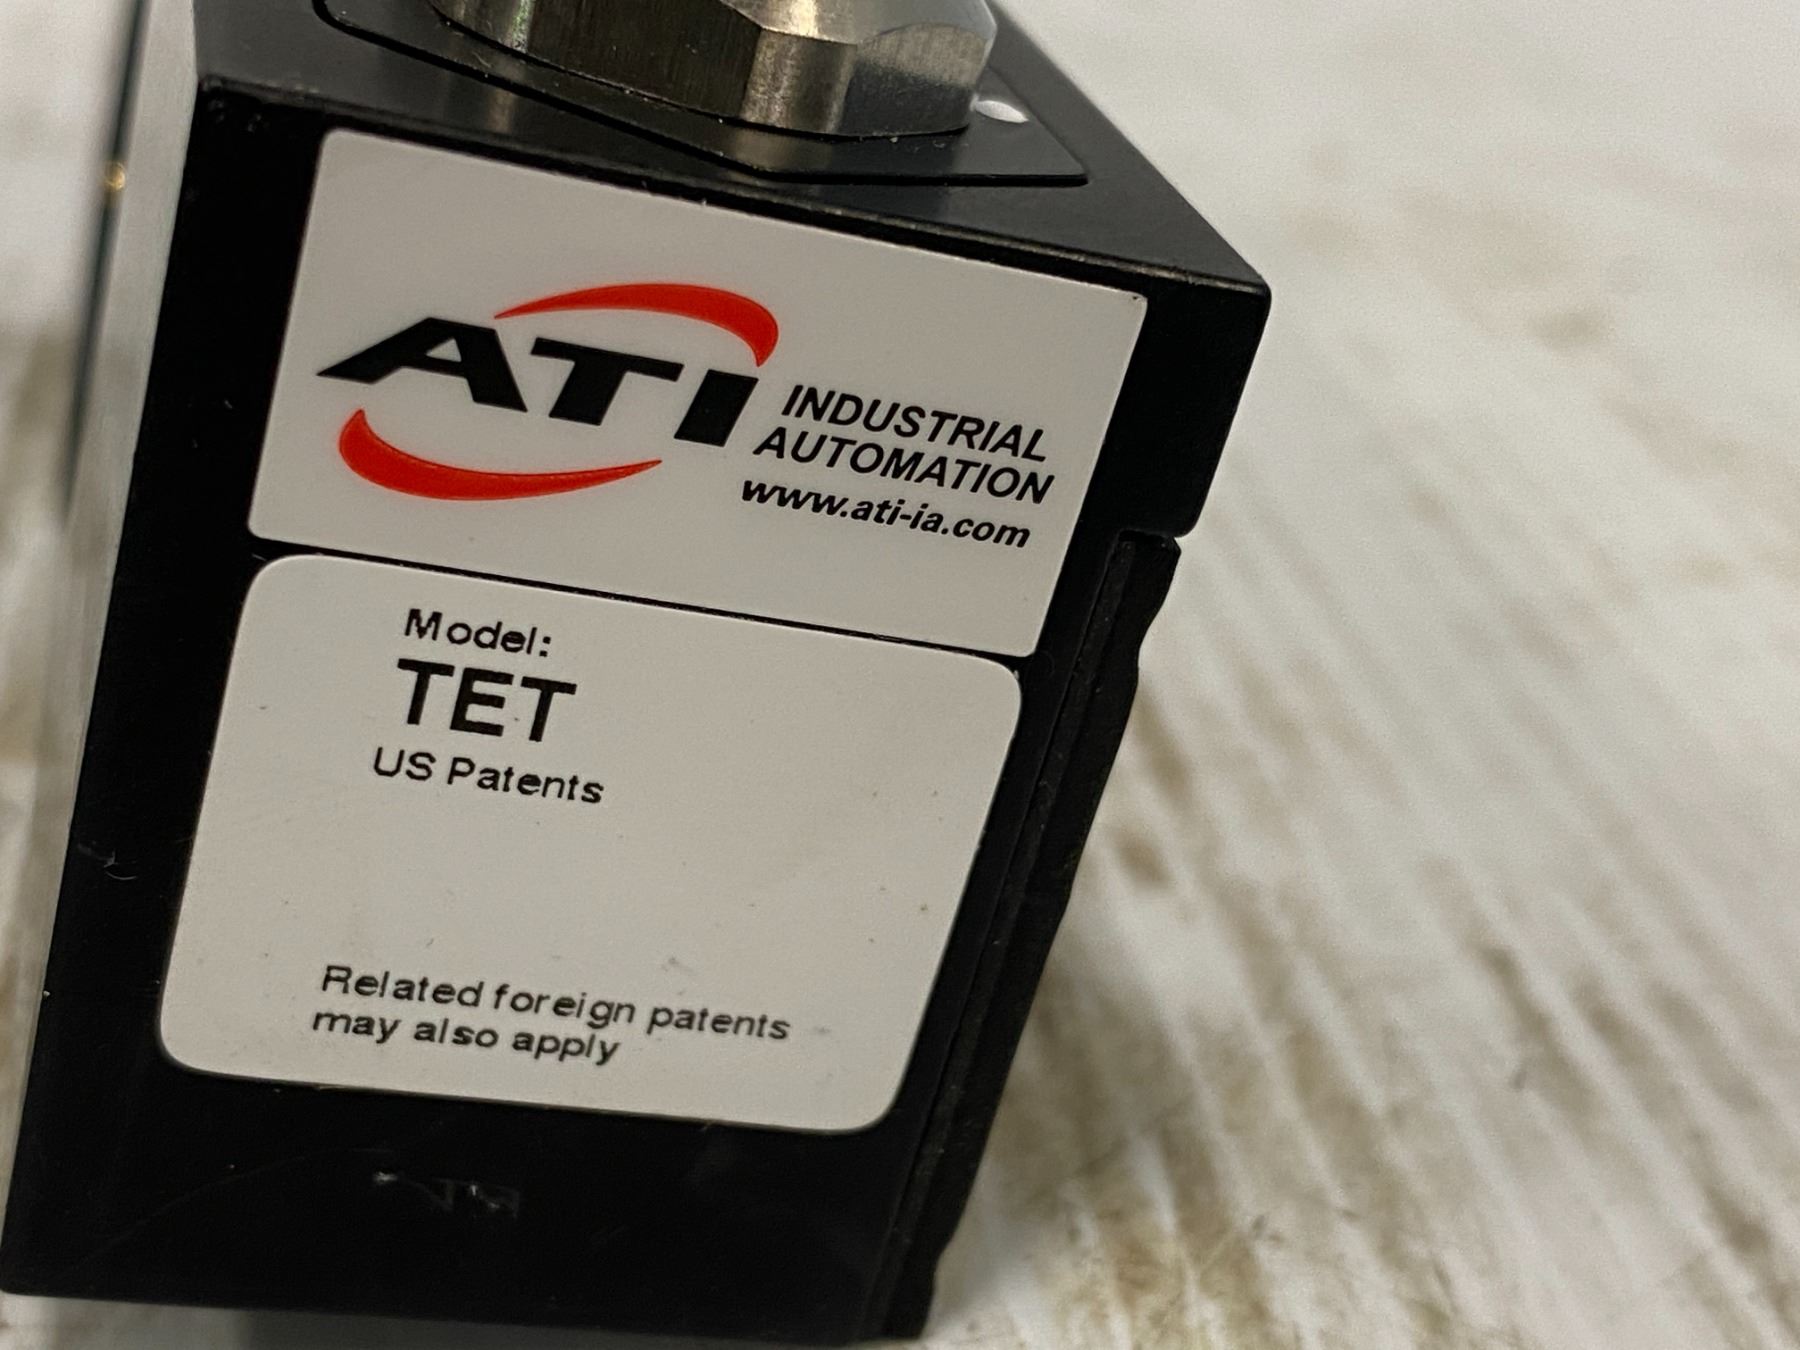 ATI
INDUSTRIAL
AUTOMATION
www.ati-ia.com
Model:
TET
US Patents
Related foreign patents
may also apply